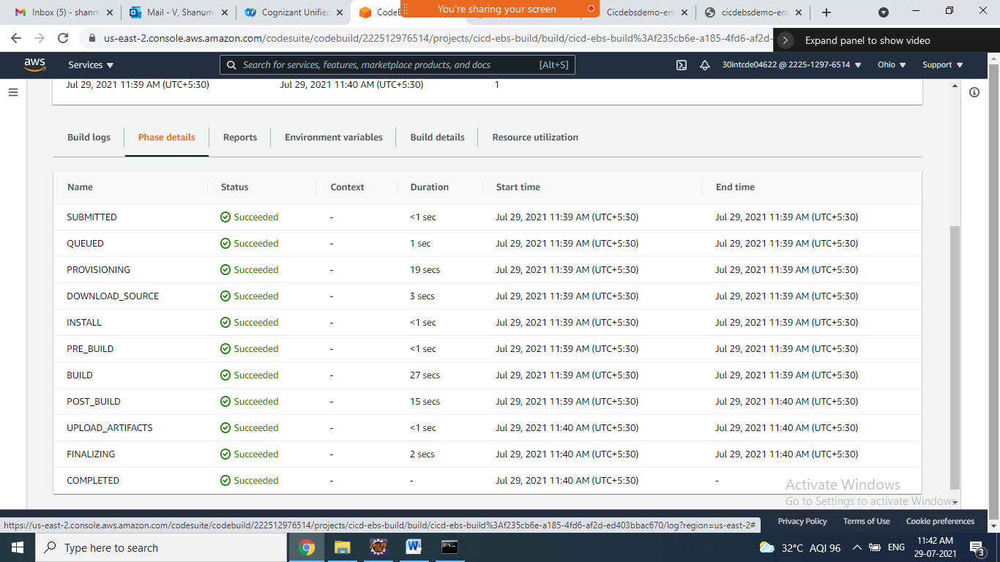 Inbox (5) - shanm
Mail - V, Shanumu
Cognizant Unified
CodeB
You're sharing your screen
Cicdebsdemo-env
cicdebsdemo-env
us-east-2.console.aws.amazon.com/codesuite/codebuild/222512976514/projects/cicd-ebs-build/build/cicd-ebs-build%3Af235cb6e-a185-4fd6-af2d-
Expand panel to show video
aws Services ▼ Search for services, features, marketplace products, and docs [Alt+S] 30intcde04622 @ 2225-1297-6514 ▼ Ohio ▼ Support ▼
Jul 29, 2021 11:39 AM (UTC+5:30) Jul 29, 2021 11:40 AM (UTC+5:30) 1
Build logs Phase details Reports Environment variables Build details Resource utilization
Name Status Context Duration Start time End time
SUBMITTED Succeeded - <1 sec Jul 29, 2021 11:39 AM (UTC+5:30) Jul 29, 2021 11:39 AM (UTC+5:30)
QUEUED Succeeded - 1 sec Jul 29, 2021 11:39 AM (UTC+5:30) Jul 29, 2021 11:39 AM (UTC+5:30)
PROVISIONING Succeeded - 19 secs Jul 29, 2021 11:39 AM (UTC+5:30) Jul 29, 2021 11:39 AM (UTC+5:30)
DOWNLOAD_SOURCE Succeeded - 3 secs Jul 29, 2021 11:39 AM (UTC+5:30) Jul 29, 2021 11:39 AM (UTC+5:30)
INSTALL Succeeded - <1 sec Jul 29, 2021 11:39 AM (UTC+5:30) Jul 29, 2021 11:39 AM (UTC+5:30)
PRE_BUILD Succeeded - <1 sec Jul 29, 2021 11:39 AM (UTC+5:30) Jul 29, 2021 11:39 AM (UTC+5:30)
BUILD Succeeded - 27 secs Jul 29, 2021 11:39 AM (UTC+5:30) Jul 29, 2021 11:39 AM (UTC+5:30)
POST_BUILD Succeeded - 15 secs Jul 29, 2021 11:39 AM (UTC+5:30) Jul 29, 2021 11:40 AM (UTC+5:30)
UPLOAD_ARTIFACTS Succeeded - <1 sec Jul 29, 2021 11:40 AM (UTC+5:30) Jul 29, 2021 11:40 AM (UTC+5:30)
FINALIZING Succeeded - 2 secs Jul 29, 2021 11:40 AM (UTC+5:30) Jul 29, 2021 11:40 AM (UTC+5:30)
COMPLETED Succeeded - - Jul 29, 2021 11:40 AM (UTC+5:30) -
Activate Windows
Go to Settings to activate Windows.
https://us-east-2.console.aws.amazon.com/codesuite/codebuild/222512976514/projects/cicd-ebs-build/build/cicd-ebs-build%3Af235cb6e-a185-4fd6-af2d-ed403bbac670/log?region=us-east-2#
Privacy Policy Terms of Use Cookie preferences
Type here to search
32°C AQI 96 ENG
11:42 AM
29-07-2021
3